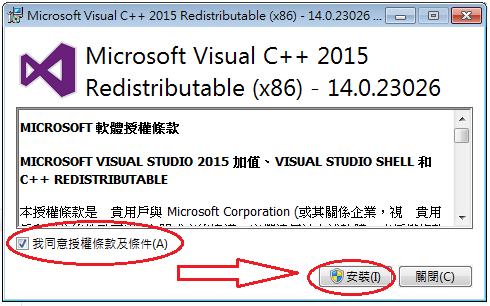 Microsoft Visual C++ 2015 Redistributable (x86) - 14.0.23026 ...
Microsoft Visual C++ 2015
Redistributable (x86) - 14.0.23026
MICROSOFT 軟體授權條款
MICROSOFT VISUAL STUDIO 2015 加值、VISUAL STUDIO SHELL 和
C++ REDISTRIBUTABLE
本授權條款是 貴用戶與 Microsoft Corporation (或其關係企業，視 貴用
我同意授權條款及條件(A)
安裝(I)
關閉(C)